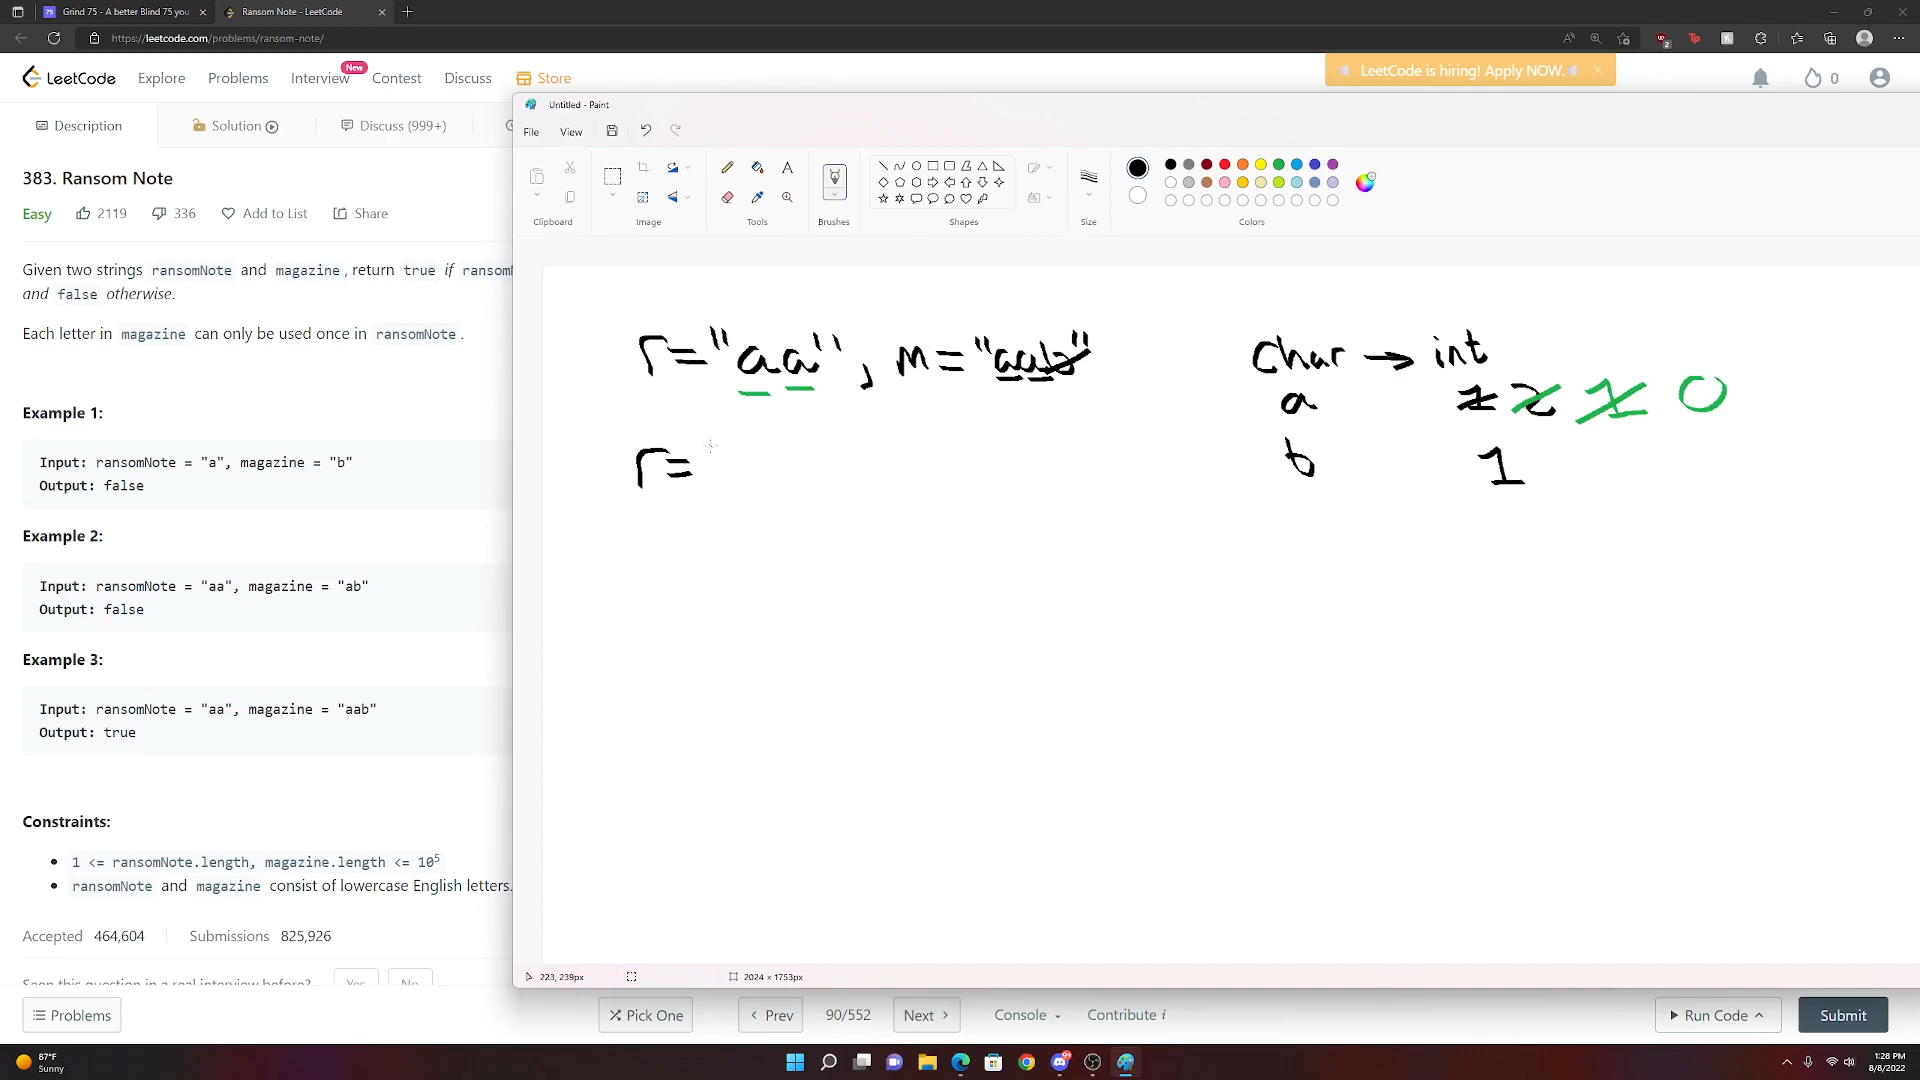 Grind 75 - A better Blind 75 you
Ransom Note - LeetCode
https://leetcode.com/problems/ransom-note/
LeetCode
Explore
Problems
Interview
New
Contest
Discuss
Store
LeetCode is hiring! Apply NOW.
0
Description
Solution
Discuss (999+)
383. Ransom Note
Easy
2119
336
Add to List
Share
Given two strings ransomNote and magazine, return true if
and false otherwise.
Each letter in magazine can only be used once in ransomNote.
Example 1:
Input: ransomNote = "a", magazine = "b"
Output: false
Example 2:
Input: ransomNote = "aa", magazine = "ab"
Output: false
Example 3:
Input: ransomNote = "aa", magazine = "aab"
Output: true
Constraints:
1 <= ransomNote.length, magazine.length <= 10⁵
ransomNote and magazine consist of lowercase English letters.
Accepted 464,604
Submissions 825,926
Untitled - Paint
File
View
Clipboard
Image
Tools
Brushes
Shapes
Size
Colors
r="aa", m="aab"
char → int
a 1 2 1 0
r=
b 1
223, 239px
2024 × 1753px
Problems
Pick One
Prev
90/552
Next
Console
Contribute i
Run Code
Submit
87°F
Sunny
1:28 PM
8/8/2022